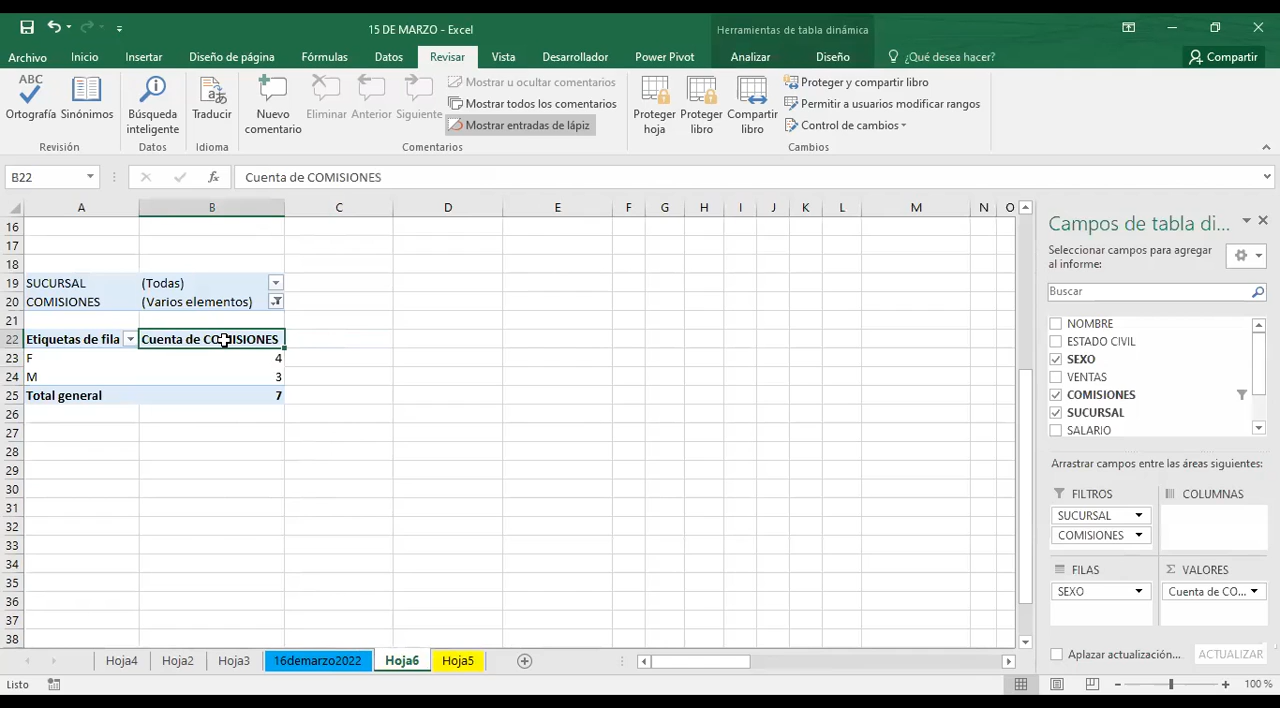 15 DE MARZO - Excel
Herramientas de tabla dinámica
Archivo Inicio Insertar Diseño de página Fórmulas Datos Revisar Vista Desarrollador Power Pivot Analizar Diseño ¿Qué desea hacer? Compartir
ABC
Ortografía Sinónimos
Revisión
Búsqueda inteligente
Datos
Traducir
Idioma
Nuevo comentario
Eliminar Anterior Siguiente
Mostrar u ocultar comentarios
Mostrar todos los comentarios
Mostrar entradas de lápiz
Comentarios
Proteger hoja
Proteger libro
Compartir libro
Proteger y compartir libro
Permitir a usuarios modificar rangos
Control de cambios
Cambios
B22 fx Cuenta de COMISIONES
A B C D E F G H I J K L M N O
16
17
18
19 SUCURSAL (Todas)
20 COMISIONES (Varios elementos)
21
22 Etiquetas de fila Cuenta de COMISIONES
23 F 4
24 M 3
25 Total general 7
26
27
28
29
30
31
32
33
34
35
36
37
38
Campos de tabla di...
Seleccionar campos para agregar
al informe:
Buscar
NOMBRE
ESTADO CIVIL
SEXO
VENTAS
COMISIONES
SUCURSAL
SALARIO
Arrastrar campos entre las áreas siguientes:
FILTROS
SUCURSAL
COMISIONES
COLUMNAS
FILAS
SEXO
Σ VALORES
Cuenta de CO...
Aplazar actualización... ACTUALIZAR
Hoja4 Hoja2 Hoja3 16demarzo2022 Hoja6 Hoja5
Listo
100 %